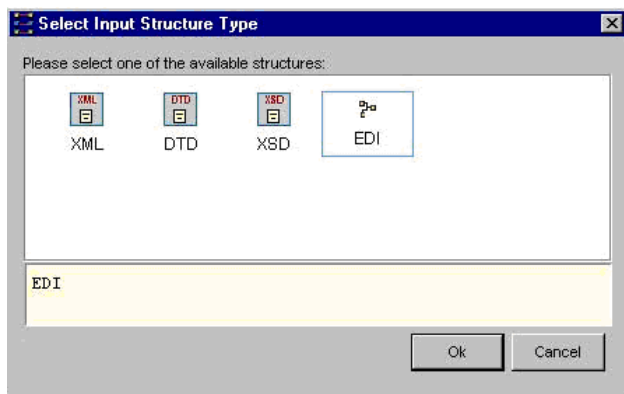 Select Input Structure Type
Please select one of the available structures:
XML DTD XSD
XML DTD XSD EDI
EDI
Ok Cancel